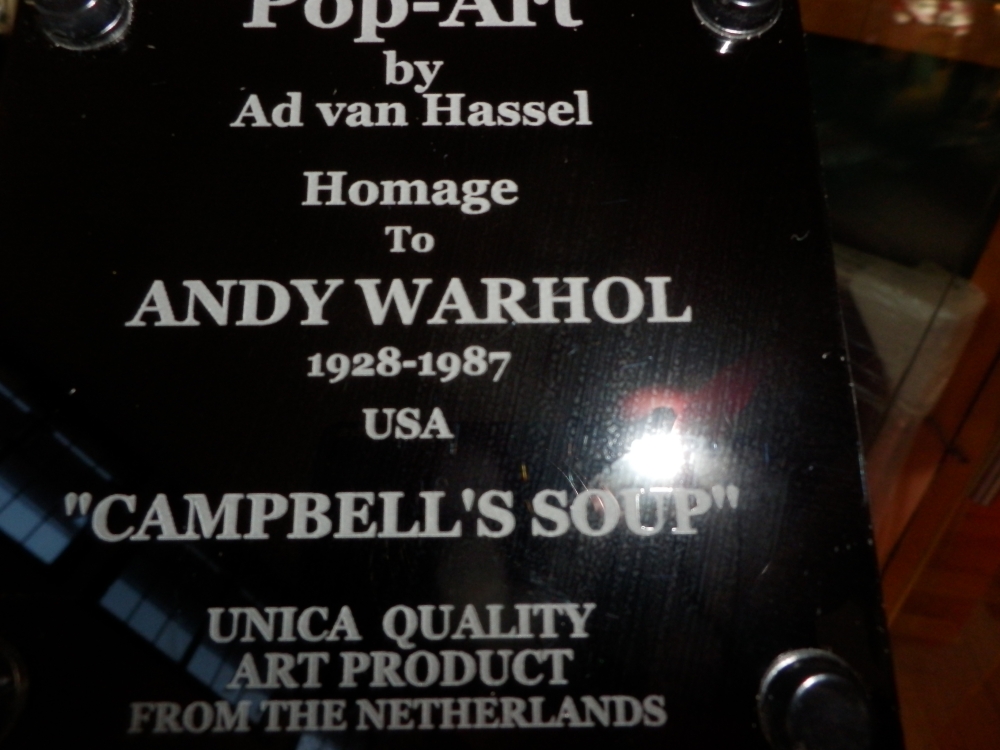 Pop-Art
by
Ad van Hassel
Homage
To
ANDY WARHOL
1928-1987
USA
"CAMPBELL'S SOUP"
UNICA QUALITY
ART PRODUCT
FROM THE NETHERLANDS